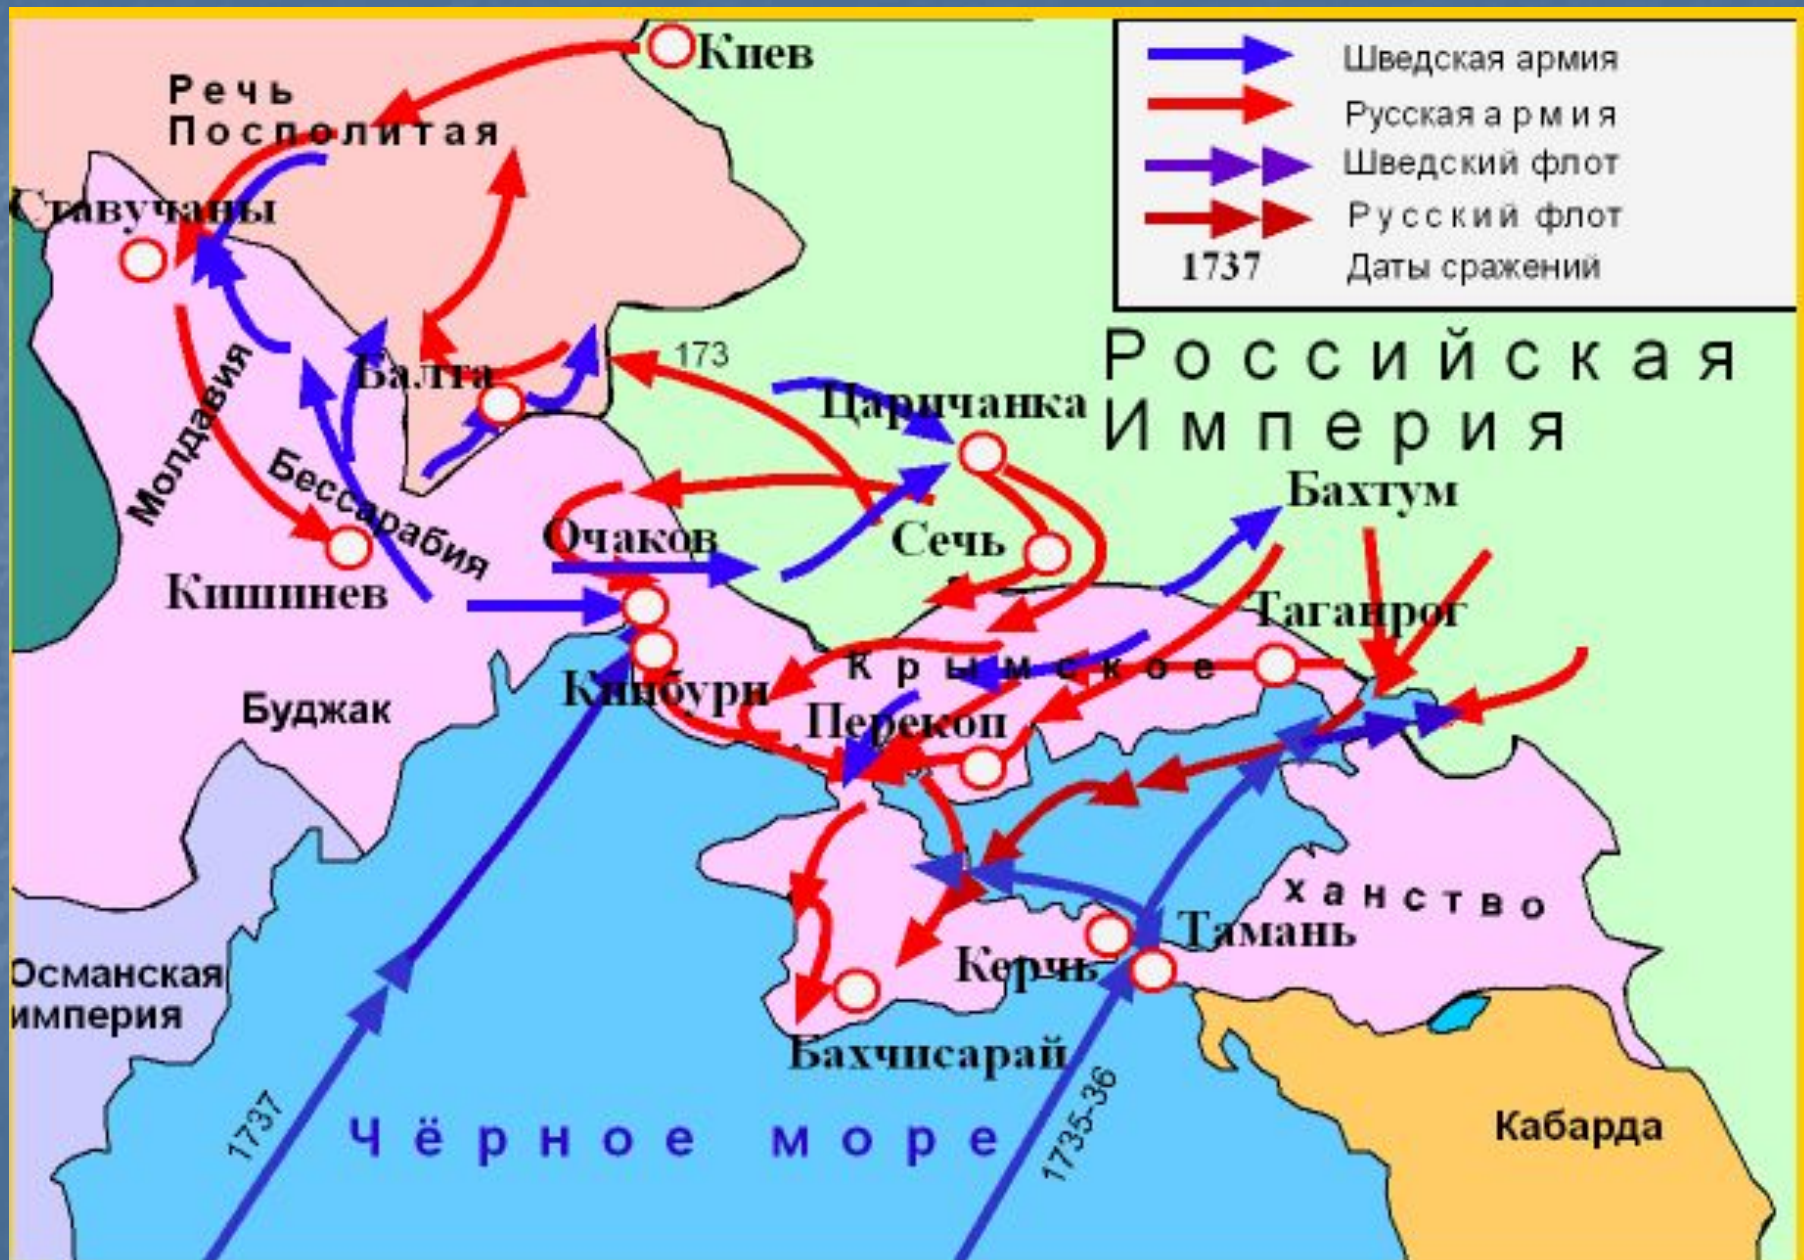 Киев
Речь
Посполитая
Шведская армия
Русская армия
Шведский флот
Русский флот
1737 Даты сражений
Ставучаны
Российская
Империя
173
Балта
Царичанка
Молдавия
Бессарабия
Бахтум
Очаков
Сечь
Кишинев
Таганрог
Крымское
Кинбурн
Буджак
Перекоп
ханство
Тамань
Керчь
Османская
империя
Бахчисарай
1737
Чёрное море
1735-36
Кабарда